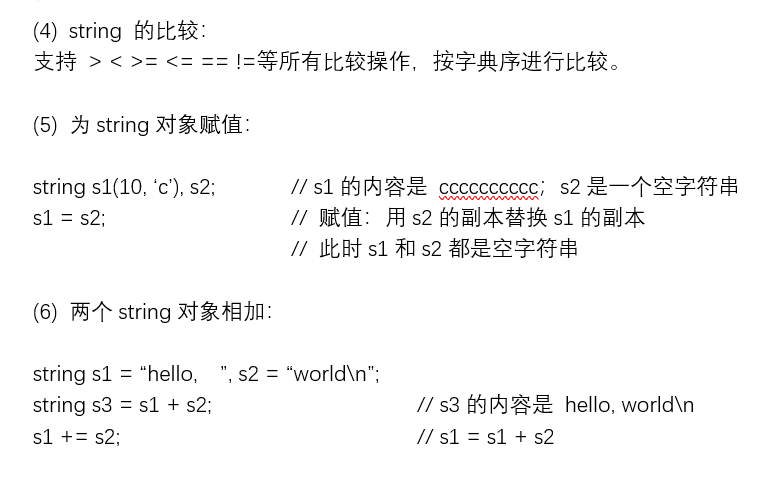 (4) string 的比较：
支持 > < >= <= == !=等所有比较操作，按字典序进行比较。
(5) 为 string 对象赋值：
string s1(10, ‘c’), s2; // s1 的内容是 cccccccccc；s2 是一个空字符串
s1 = s2; // 赋值：用 s2 的副本替换 s1 的副本
// 此时 s1 和 s2 都是空字符串
(6) 两个 string 对象相加：
string s1 = “hello, ”, s2 = “world\n”;
string s3 = s1 + s2; // s3 的内容是 hello, world\n
s1 += s2; // s1 = s1 + s2